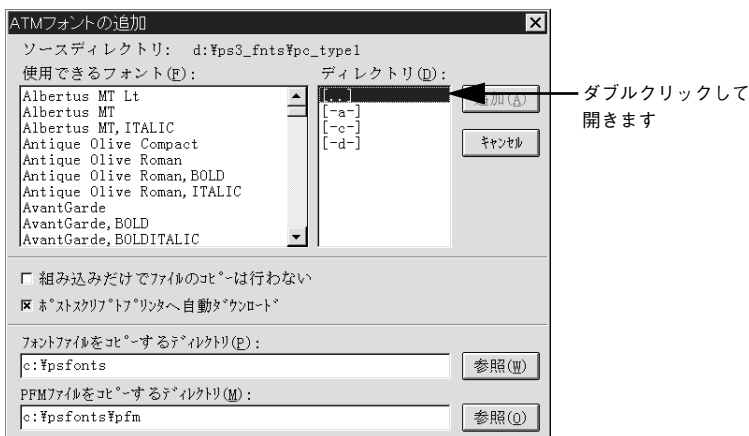 ATMフォントの追加
ソースディレクトリ: d:¥ps3_fnts¥pc_type1
使用できるフォント(F):
ディレクトリ(D):
Albertus MT Lt
Albertus MT
Albertus MT, ITALIC
Antique Olive Compact
Antique Olive Roman
Antique Olive Roman, BOLD
Antique Olive Roman, ITALIC
AvantGarde
AvantGarde, BOLD
AvantGarde, BOLDITALIC
[..]
[-a-]
[-c-]
[-d-]
追加(A)
キャンセル
ダブルクリックして
開きます
組み込みだけでファイルのコピーは行わない
ポストスクリプトプリンタへ自動ダウンロード
フォントファイルをコピーするディレクトリ(P):
c:¥psfonts
参照(W)
PFMファイルをコピーするディレクトリ(M):
c:¥psfonts¥pfm
参照(O)